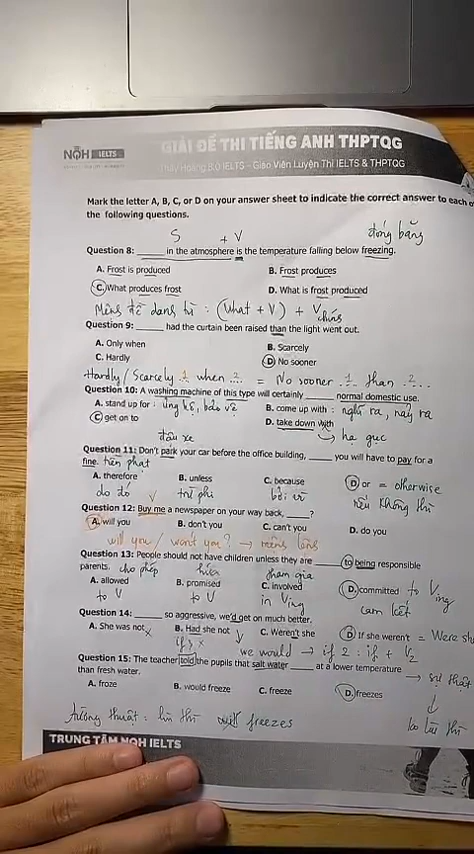 NQH IELTS
GIẢI ĐỀ THI TIẾNG ANH THPTQG
IELTS - Giáo Viên Luyện Thi IELTS & THPTQG
Mark the letter A, B, C, or D on your answer sheet to indicate the correct answer to each o
the following questions.
S + V đóng băng
Question 8: ______ in the atmosphere is the temperature falling below freezing.
A. Frost is produced B. Frost produces
C. What produces frost D. What is frost produced
Mệnh đề danh từ : (What + V) + V chính
Question 9: ______ had the curtain been raised than the light went out.
A. Only when B. Scarcely
C. Hardly D. No sooner
Hardly / Scarcely ..1.. when ..2.. = No sooner ..1.. than ..2...
Question 10: A washing machine of this type will certainly ______ normal domestic use.
A. stand up for : ủng hộ, bảo vệ B. come up with : nghĩ ra, nảy ra
C. get on to D. take down with
đậu xe → hạ gục
Question 11: Don't park your car before the office building, ______ you will have to pay for a
fine. tiền phạt
A. therefore B. unless C. because D. or = otherwise
do đó trừ phi bởi vì nếu không thì
V
Question 12: Buy me a newspaper on your way back, ______?
A. will you B. don't you C. can't you D. do you
will you / won't you ? →
Question 13: People should not have children unless they are ______ to being responsible
parents. cho phép hứa tham gia
A. allowed B. promised C. involved D. committed to Ving
to V to V in Ving cam kết
Question 14: ______ so aggressive, we'd get on much better.
A. She was not x B. Had she not C. Weren't she D. If she weren't = Were she
if 3 x we would → if 2 : if + V2
Question 15: The teacher told the pupils that salt water ______ at a lower temperature → sự thật
than fresh water.
A. froze B. would freeze C. freeze D. freezes
tường thuật : lùi thì freezes
TRUNG TÂM NQH IELTS